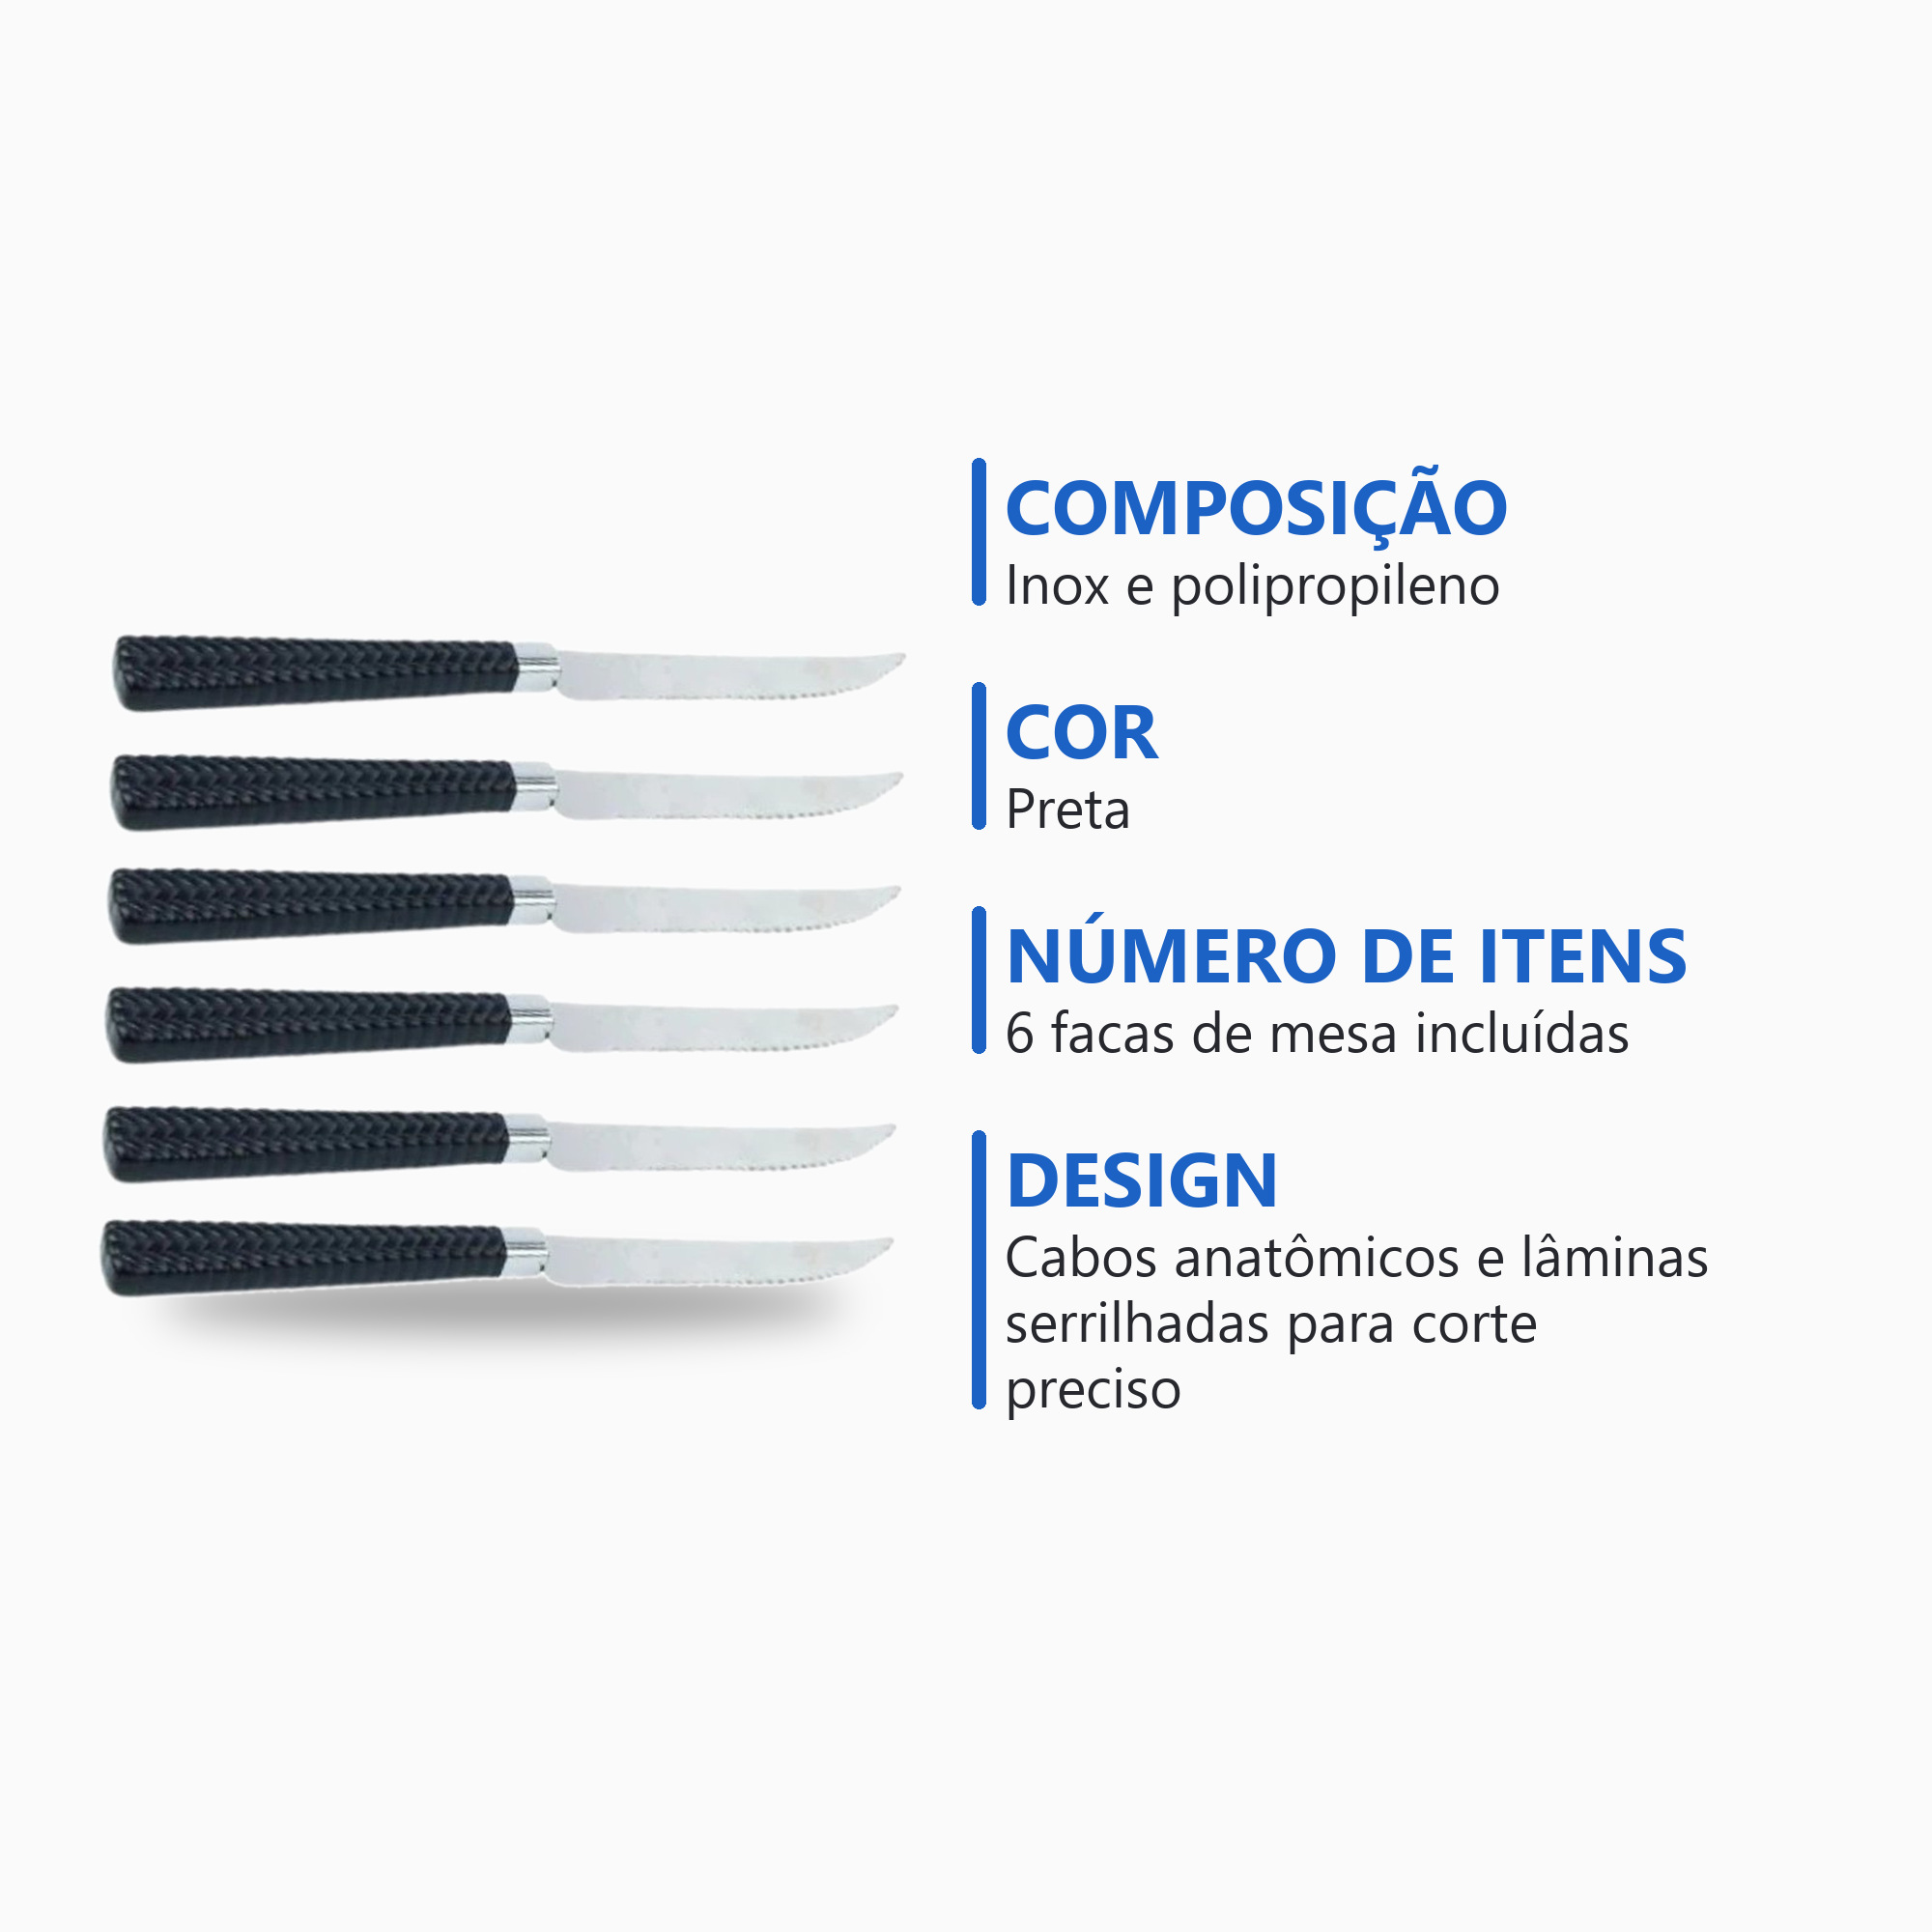 COMPOSIÇÃO
Inox e polipropileno
COR
Preta
NÚMERO DE ITENS
6 facas de mesa incluídas
DESIGN
Cabos anatômicos e lâminas
serrilhadas para corte
preciso